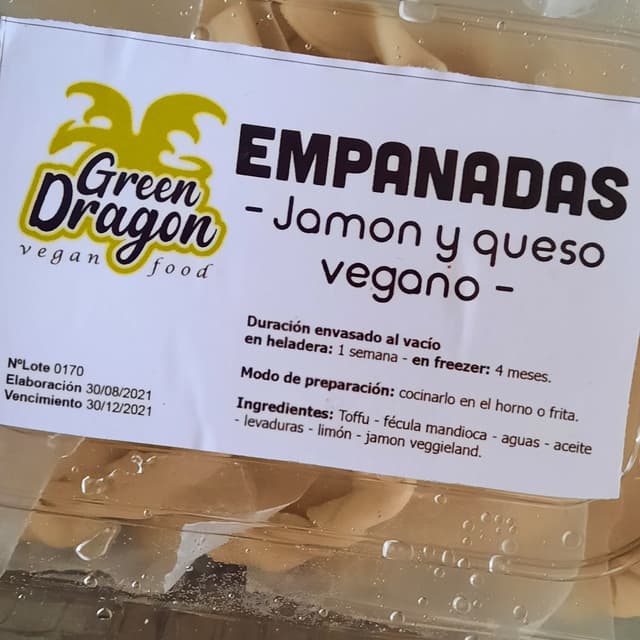 Green
Dragon
vegan food
EMPANADAS
- Jamon y queso
vegano -
Duración envasado al vacío
en heladera: 1 semana - en freezer: 4 meses.
Modo de preparación: cocinarlo en el horno o frita.
Ingredientes: Toffu - fécula mandioca - aguas - aceite
- levaduras - limón - jamon veggieland.
NºLote 0170
Elaboración 30/08/2021
Vencimiento 30/12/2021